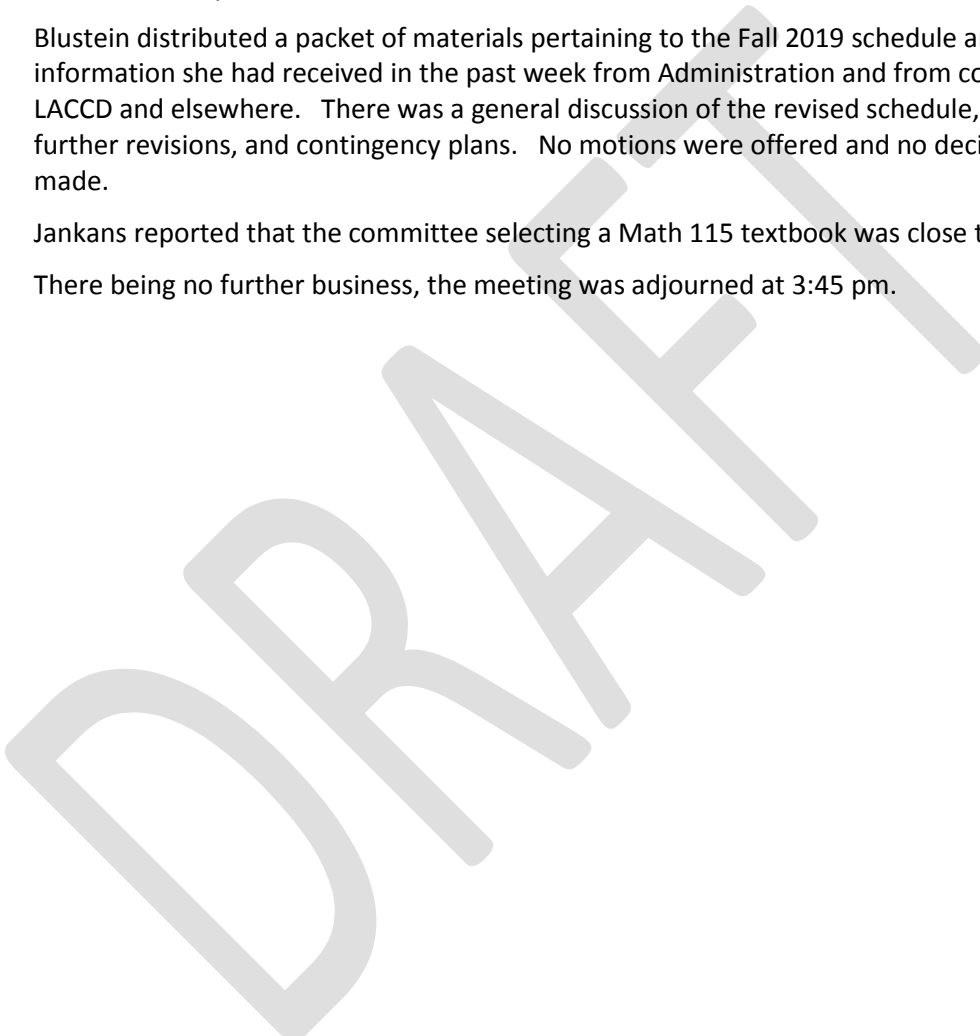 Blustein distributed a packet of materials pertaining to the Fall 2019 schedule
information she had received in the past week from Administration and from
LACCD and elsewhere. There was a general discussion of the revised schedule,
further revisions, and contingency plans. No motions were offered and no
made.
Jankans reported that the committee selecting a Math 115 textbook was close
There being no further business, the meeting was adjourned at 3:45 pm.
DRAFT